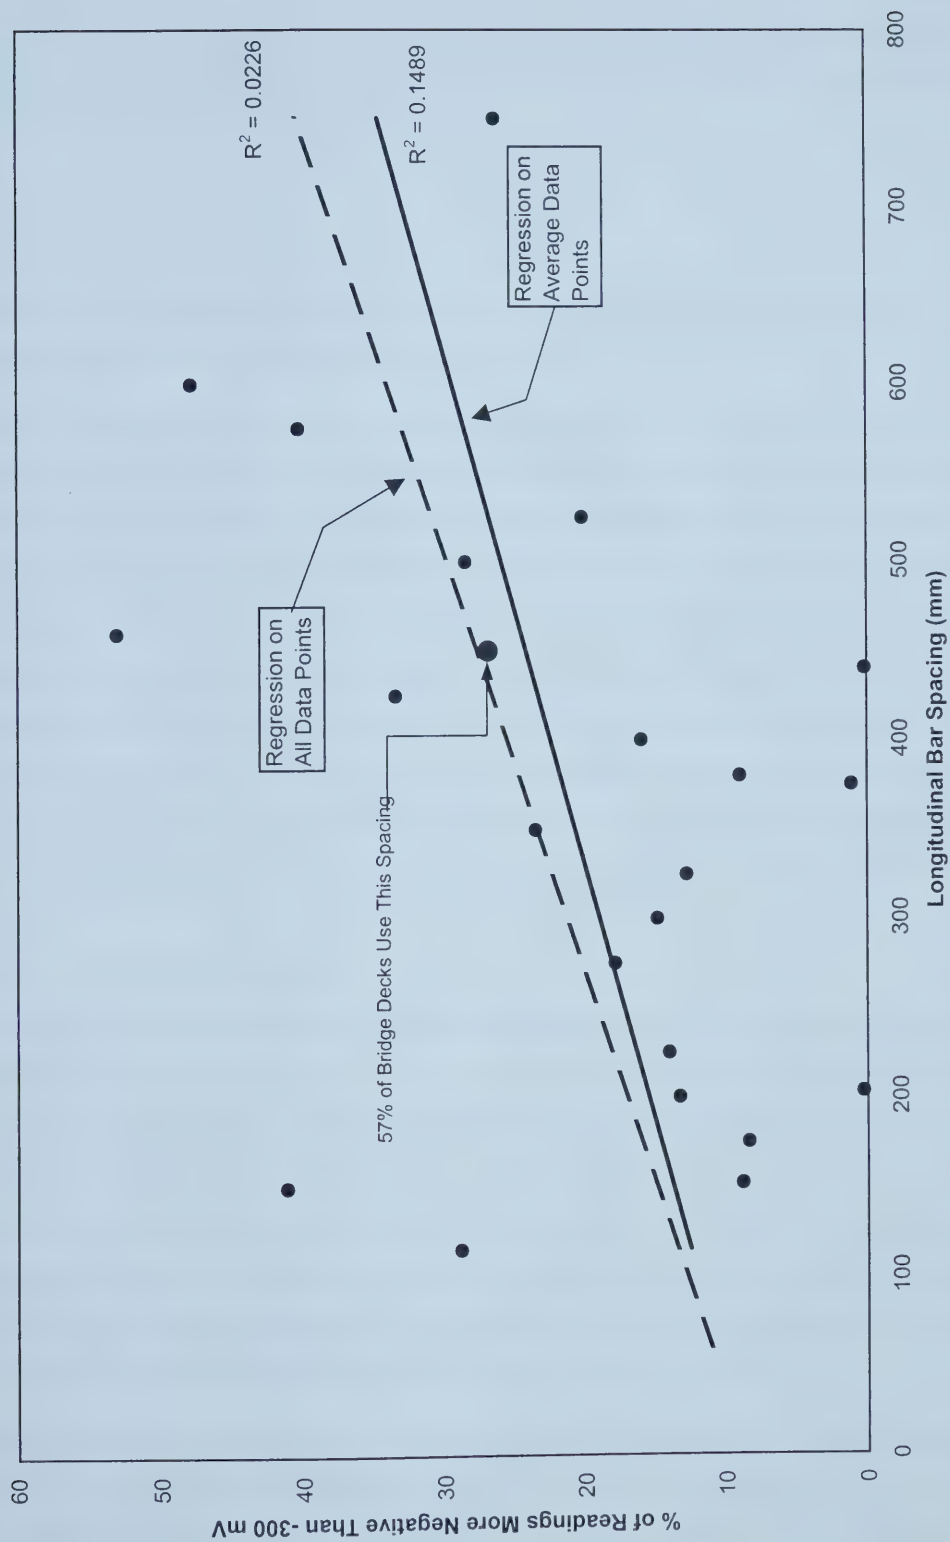 R² = 0.0226
R² = 0.1489
Regression on
All Data Points
Regression on
Average Data
Points
57% of Bridge Decks Use This Spacing
% of Readings More Negative Than -300 mV
60
50
40
30
20
10
0
0
100
200
300
400
500
600
700
800
Longitudinal Bar Spacing (mm)